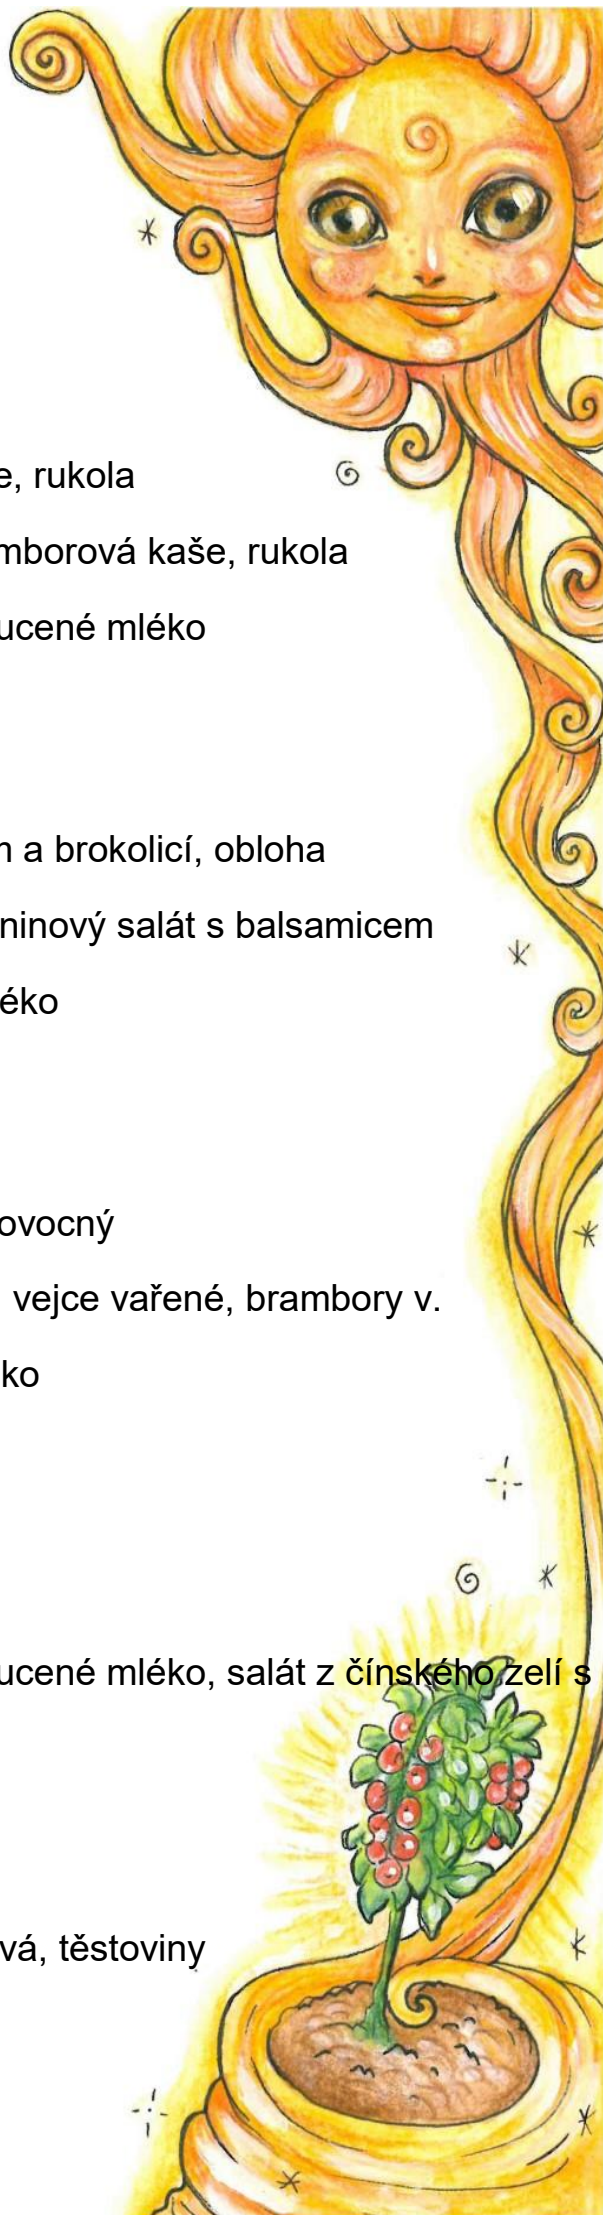 e, rukola
mborová kaše, rukola
ucené mléko
n a brokolicí, obloha
ninový salát s balsamicem
éko
ovocný
vejce vařené, brambory v.
ko
ucené mléko, salát z čínského zelí s
vá, těstoviny